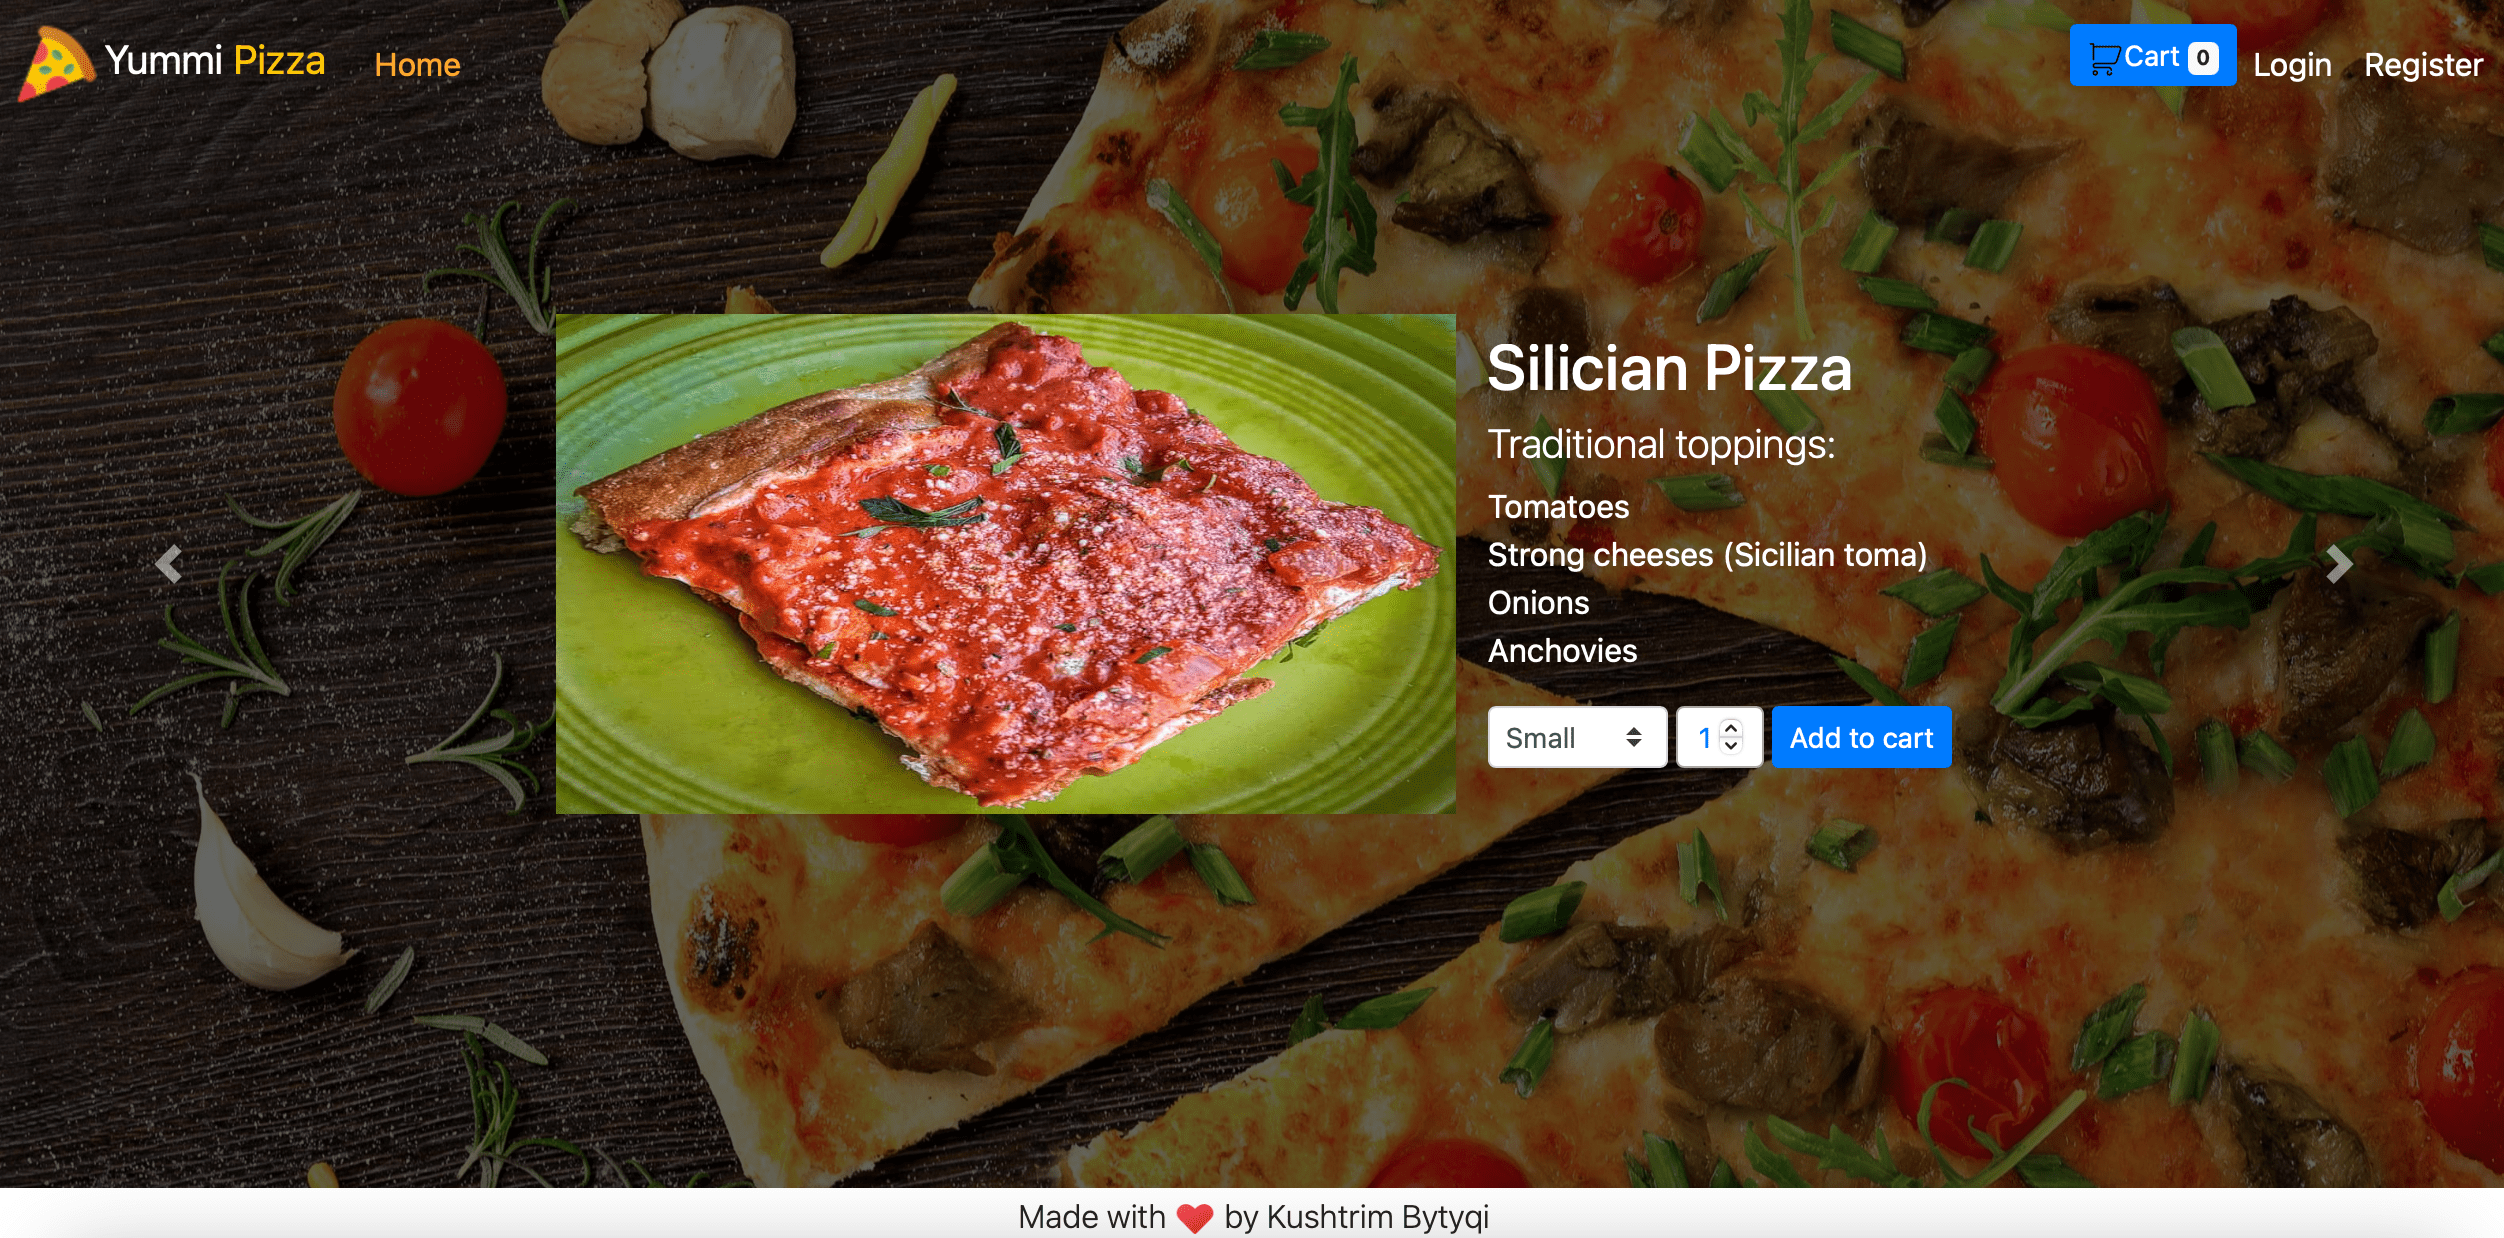 Yummi Pizza Home Cart 0 Login Register
Silician Pizza
Traditional toppings:
Tomatoes
Strong cheeses (Sicilian toma)
Onions
Anchovies
Small 1 Add to cart
Made with ❤️ by Kushtrim Bytyqi